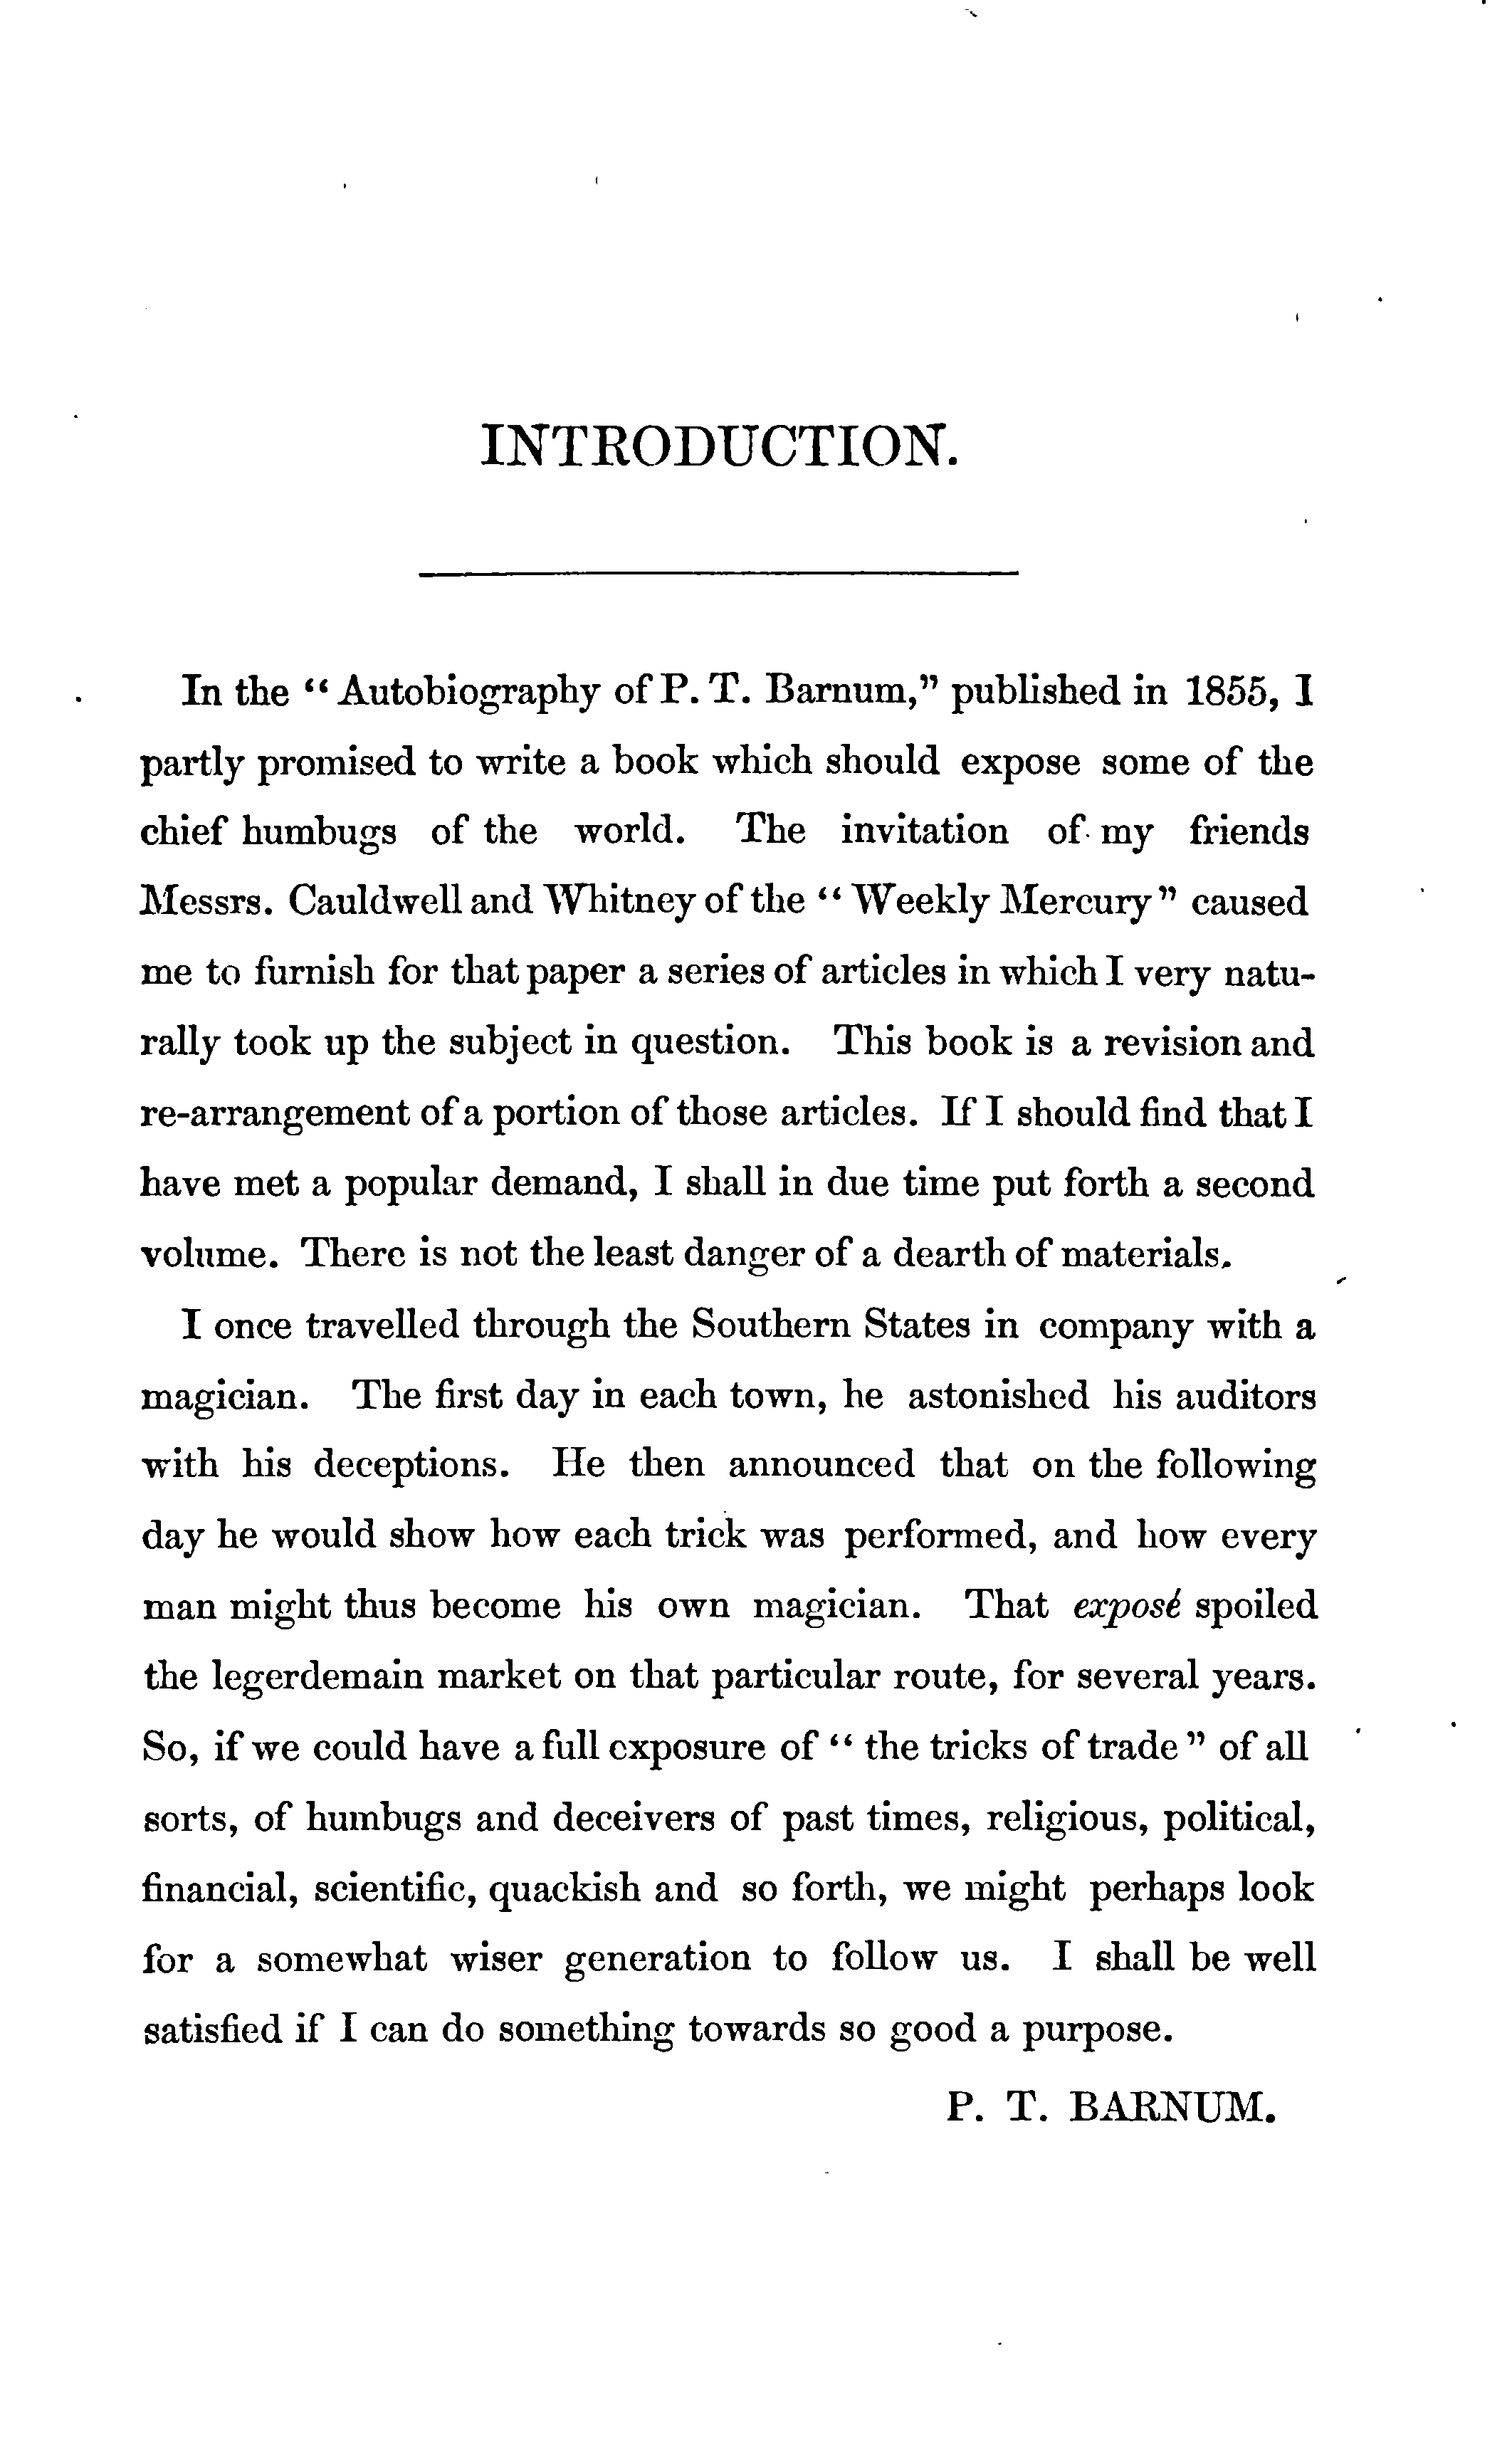 INTRODUCTION.
In the “Autobiography of P. T. Barnum,” published in 1855, I
partly promised to write a book which should expose some of the
chief humbugs of the world. The invitation of my friends
Messrs. Cauldwell and Whitney of the “Weekly Mercury” caused
me to furnish for that paper a series of articles in which I very natu-
rally took up the subject in question. This book is a revision and
re-arrangement of a portion of those articles. If I should find that I
have met a popular demand, I shall in due time put forth a second
volume. There is not the least danger of a dearth of materials.
I once travelled through the Southern States in company with a
magician. The first day in each town, he astonished his auditors
with his deceptions. He then announced that on the following
day he would show how each trick was performed, and how every
man might thus become his own magician. That exposé spoiled
the legerdemain market on that particular route, for several years.
So, if we could have a full exposure of “the tricks of trade” of all
sorts, of humbugs and deceivers of past times, religious, political,
financial, scientific, quackish and so forth, we might perhaps look
for a somewhat wiser generation to follow us. I shall be well
satisfied if I can do something towards so good a purpose.
P. T. BARNUM.